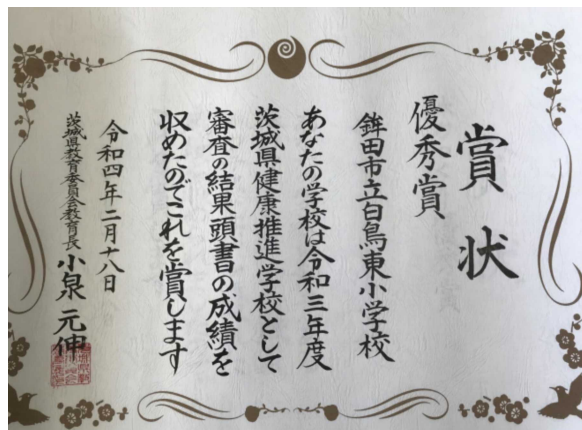 賞状
優秀賞
鉾田市立白鳥東小学校
あなたの学校は令和三年度
茨城県健康推進学校として
審査の結果頭書の成績を
収めたのでこれを賞します
令和四年二月十八日
茨城県教育委員会教育長 小泉元伸